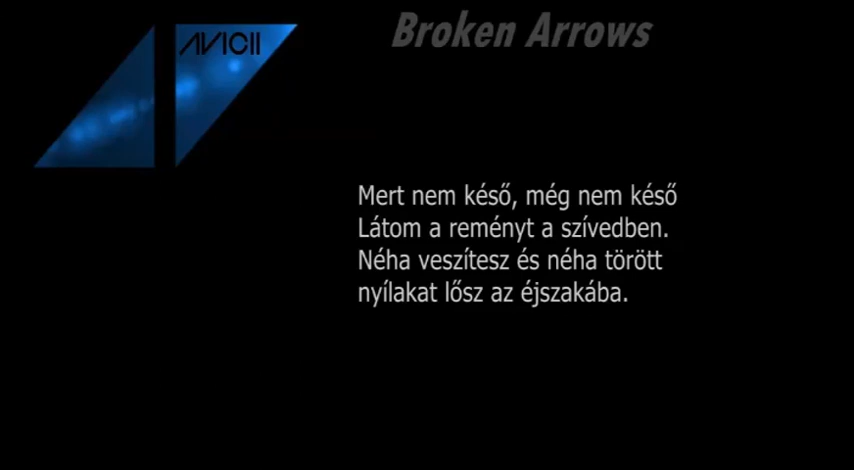 AVICII
Broken Arrows
Mert nem késő, még nem késő
Látom a reményt a szívedben.
Néha veszítesz és néha törött
nyílakat lősz az éjszakába.